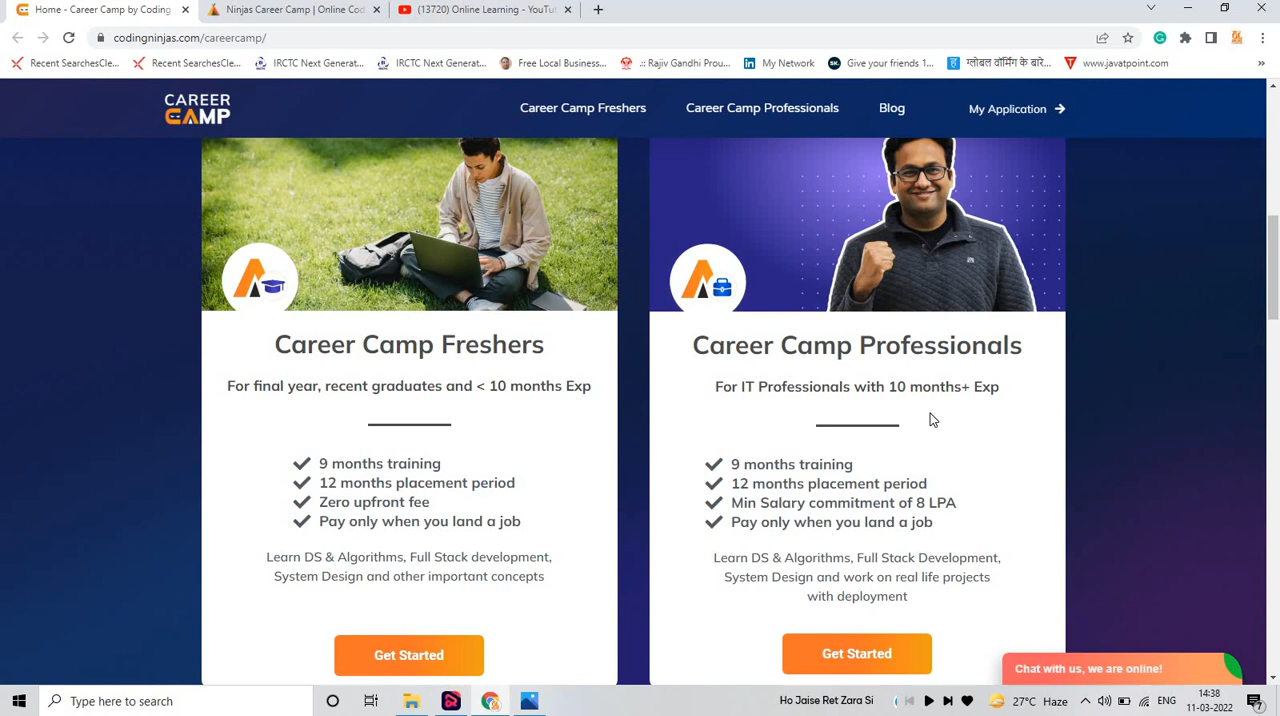 Home - Career Camp by Coding
Ninjas Career Camp | Online Cod
(13720) Online Learning - YouTu
codingninjas.com/careercamp/
Recent SearchesCle...
Recent SearchesCle...
IRCTC Next Generat...
IRCTC Next Generat...
Free Local Business...
.:: Rajiv Gandhi Prou...
My Network
Give your friends 1...
ग्लोबल वॉर्मिंग के बारे...
www.javatpoint.com
CAREER
CAMP
Career Camp Freshers
Career Camp Professionals
Blog
My Application
Career Camp Freshers
For final year, recent graduates and < 10 months Exp
9 months training
12 months placement period
Zero upfront fee
Pay only when you land a job
Learn DS & Algorithms, Full Stack development,
System Design and other important concepts
Get Started
Career Camp Professionals
For IT Professionals with 10 months+ Exp
9 months training
12 months placement period
Min Salary commitment of 8 LPA
Pay only when you land a job
Learn DS & Algorithms, Full Stack Development,
System Design and work on real life projects
with deployment
Get Started
Chat with us, we are online!
Type here to search
Ho Jaise Ret Zara Si
27°C Haze
ENG
14:38
11-03-2022